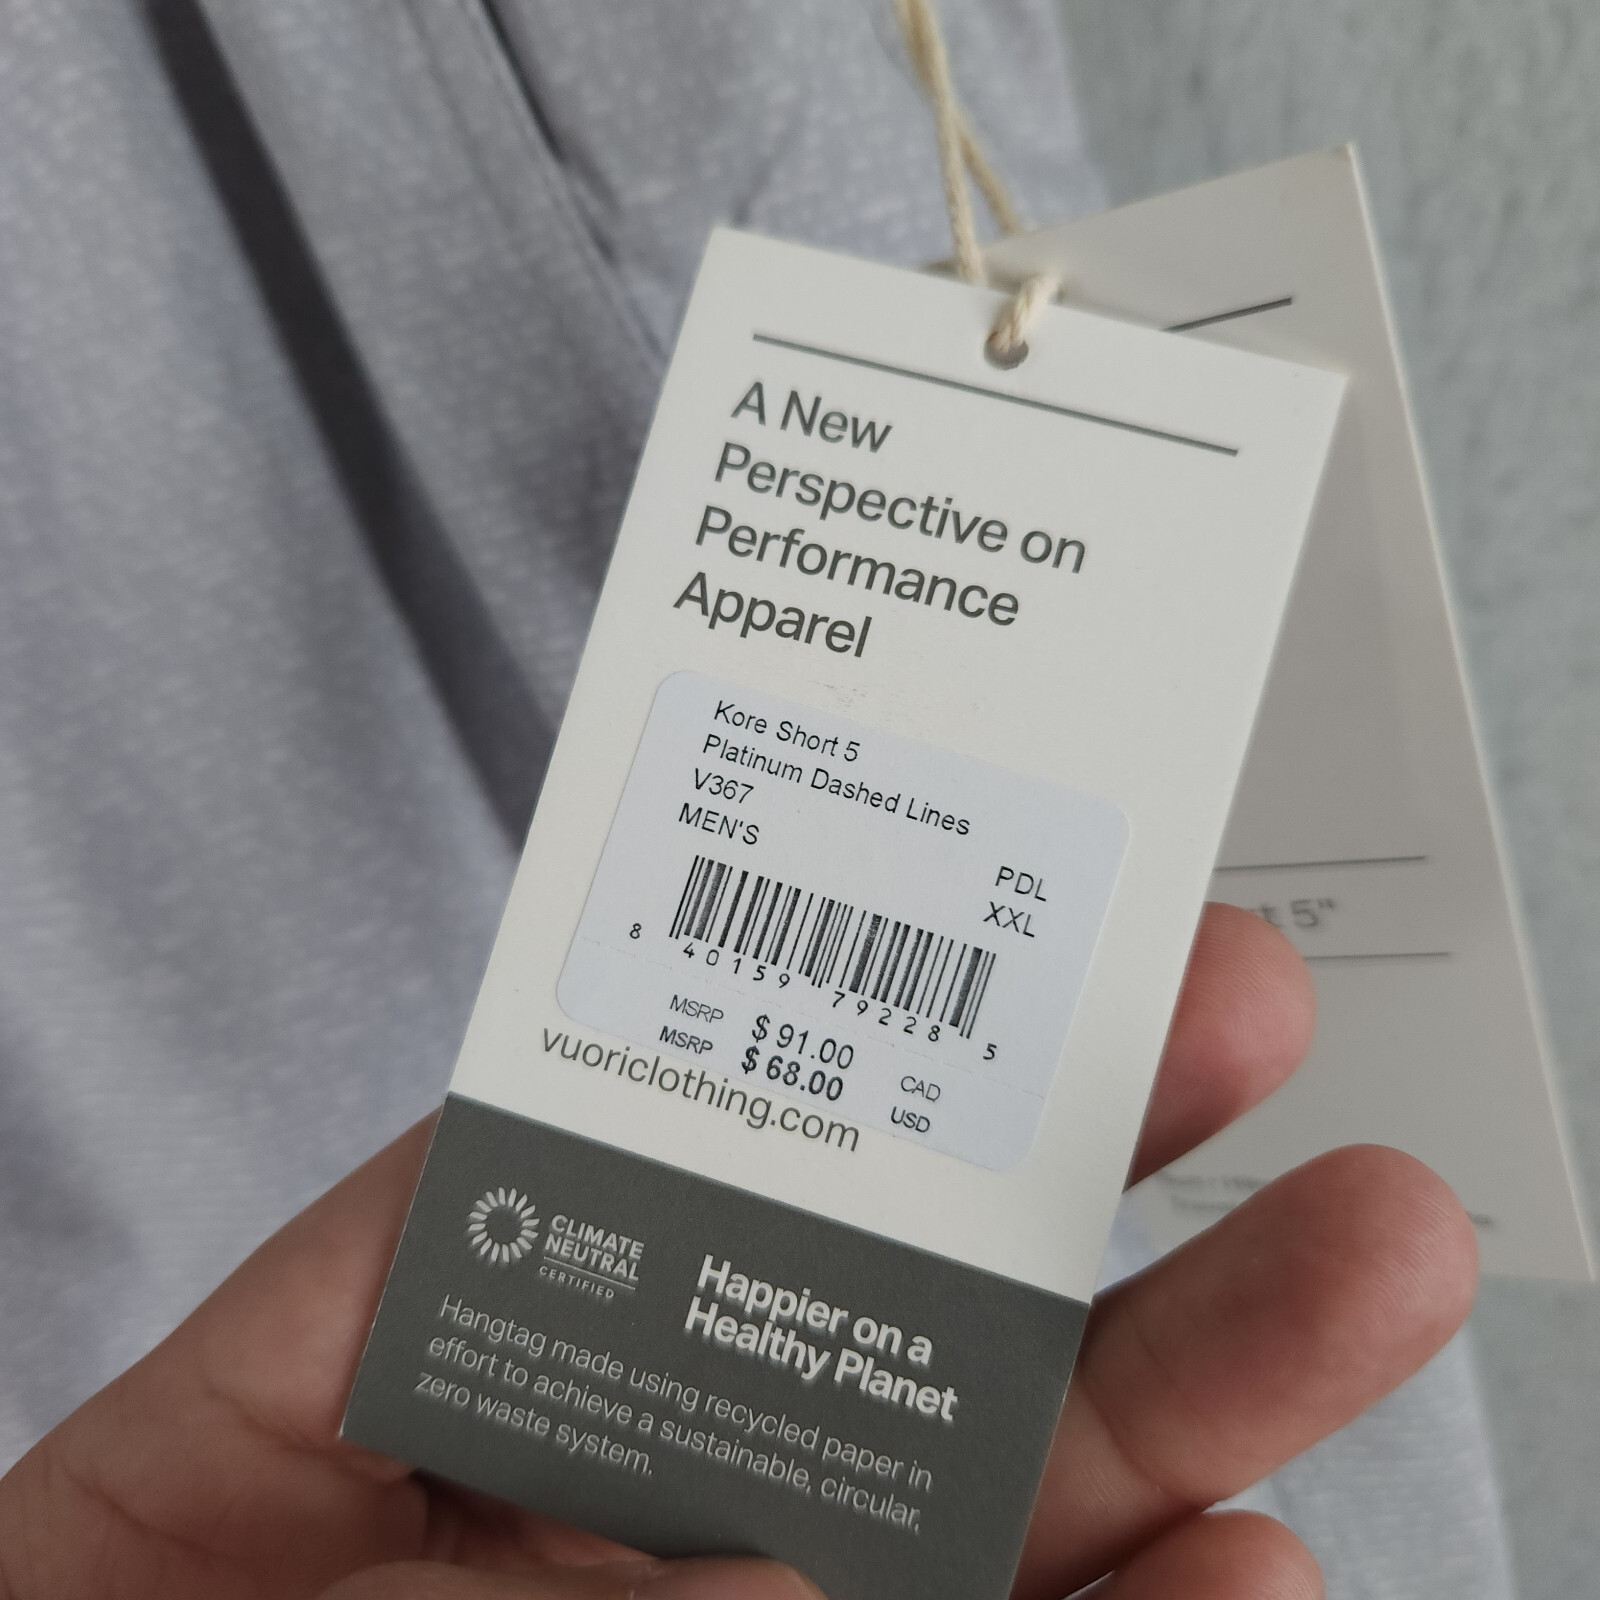 A New
Perspective on
Performance
Apparel
Kore Short 5
Platinum Dashed Lines
V367
MEN'S
PDL
XXL
8 40159 79228 5
MSRP $ 91.00 CAD
MSRP $ 68.00 USD
vuoriclothing.com
CLIMATE
NEUTRAL
CERTIFIED
Happier on a
Healthy Planet
Hangtag made using recycled paper in
effort to achieve a sustainable, circular,
zero waste system.
5"